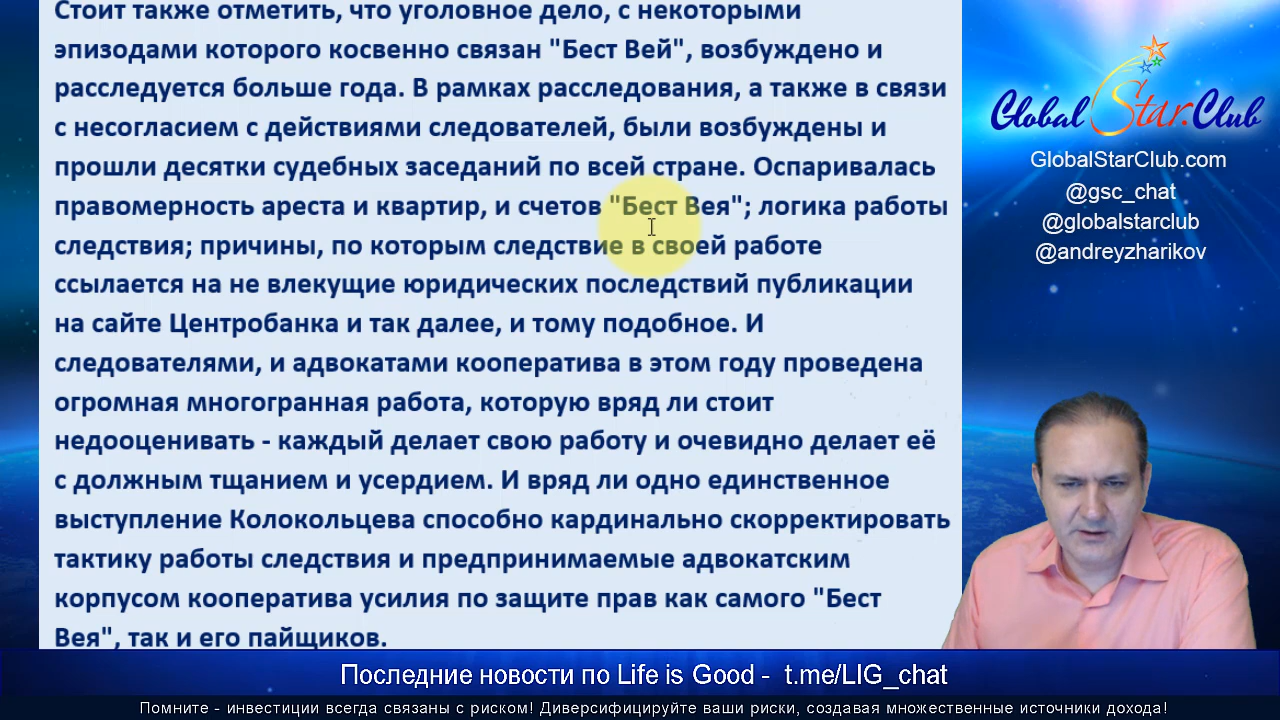 Стоит также отметить, что уголовное дело, с некоторыми
эпизодами которого косвенно связан "Бест Вей", возбуждено и
расследуется больше года. В рамках расследования, а также в связи
с несогласием с действиями следователей, были возбуждены и
прошли десятки судебных заседаний по всей стране. Оспаривалась
правомерность ареста и квартир, и счетов "Бест Вея"; логика работы
следствия; причины, по которым следствие в своей работе
ссылается на не влекущие юридических последствий публикации
на сайте Центробанка и так далее, и тому подобное. И
следователями, и адвокатами кооператива в этом году проведена
огромная многогранная работа, которую вряд ли стоит
недооценивать - каждый делает свою работу и очевидно делает её
с должным тщанием и усердием. И вряд ли одно единственное
выступление Колокольцева способно кардинально скорректировать
тактику работы следствия и предпринимаемые адвокатским
корпусом кооператива усилия по защите прав как самого "Бест
Вея", так и его пайщиков.
Global Star.Club
GlobalStarClub.com
@gsc_chat
@globalstarclub
@andreyzharikov
Последние новости по Life is Good - t.me/LIG_chat
Помните - инвестиции всегда связаны с риском! Диверсифицируйте ваши риски, создавая множественные источники дохода!